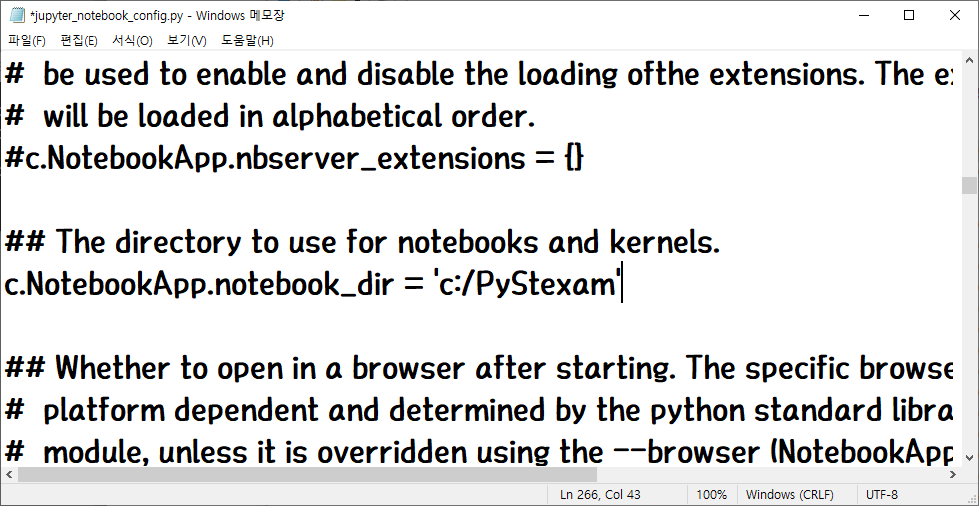 *jupyter_notebook_config.py - Windows 메모장
파일(F) 편집(E) 서식(O) 보기(V) 도움말(H)
#  be used to enable and disable the loading ofthe extensions. The ex
#  will be loaded in alphabetical order.
#c.NotebookApp.nbserver_extensions = {}
## The directory to use for notebooks and kernels.
c.NotebookApp.notebook_dir = 'c:/PyStexam'
## Whether to open in a browser after starting. The specific browse
#  platform dependent and determined by the python standard libra
#  module, unless it is overridden using the --browser (NotebookApp
Ln 266, Col 43 100% Windows (CRLF) UTF-8